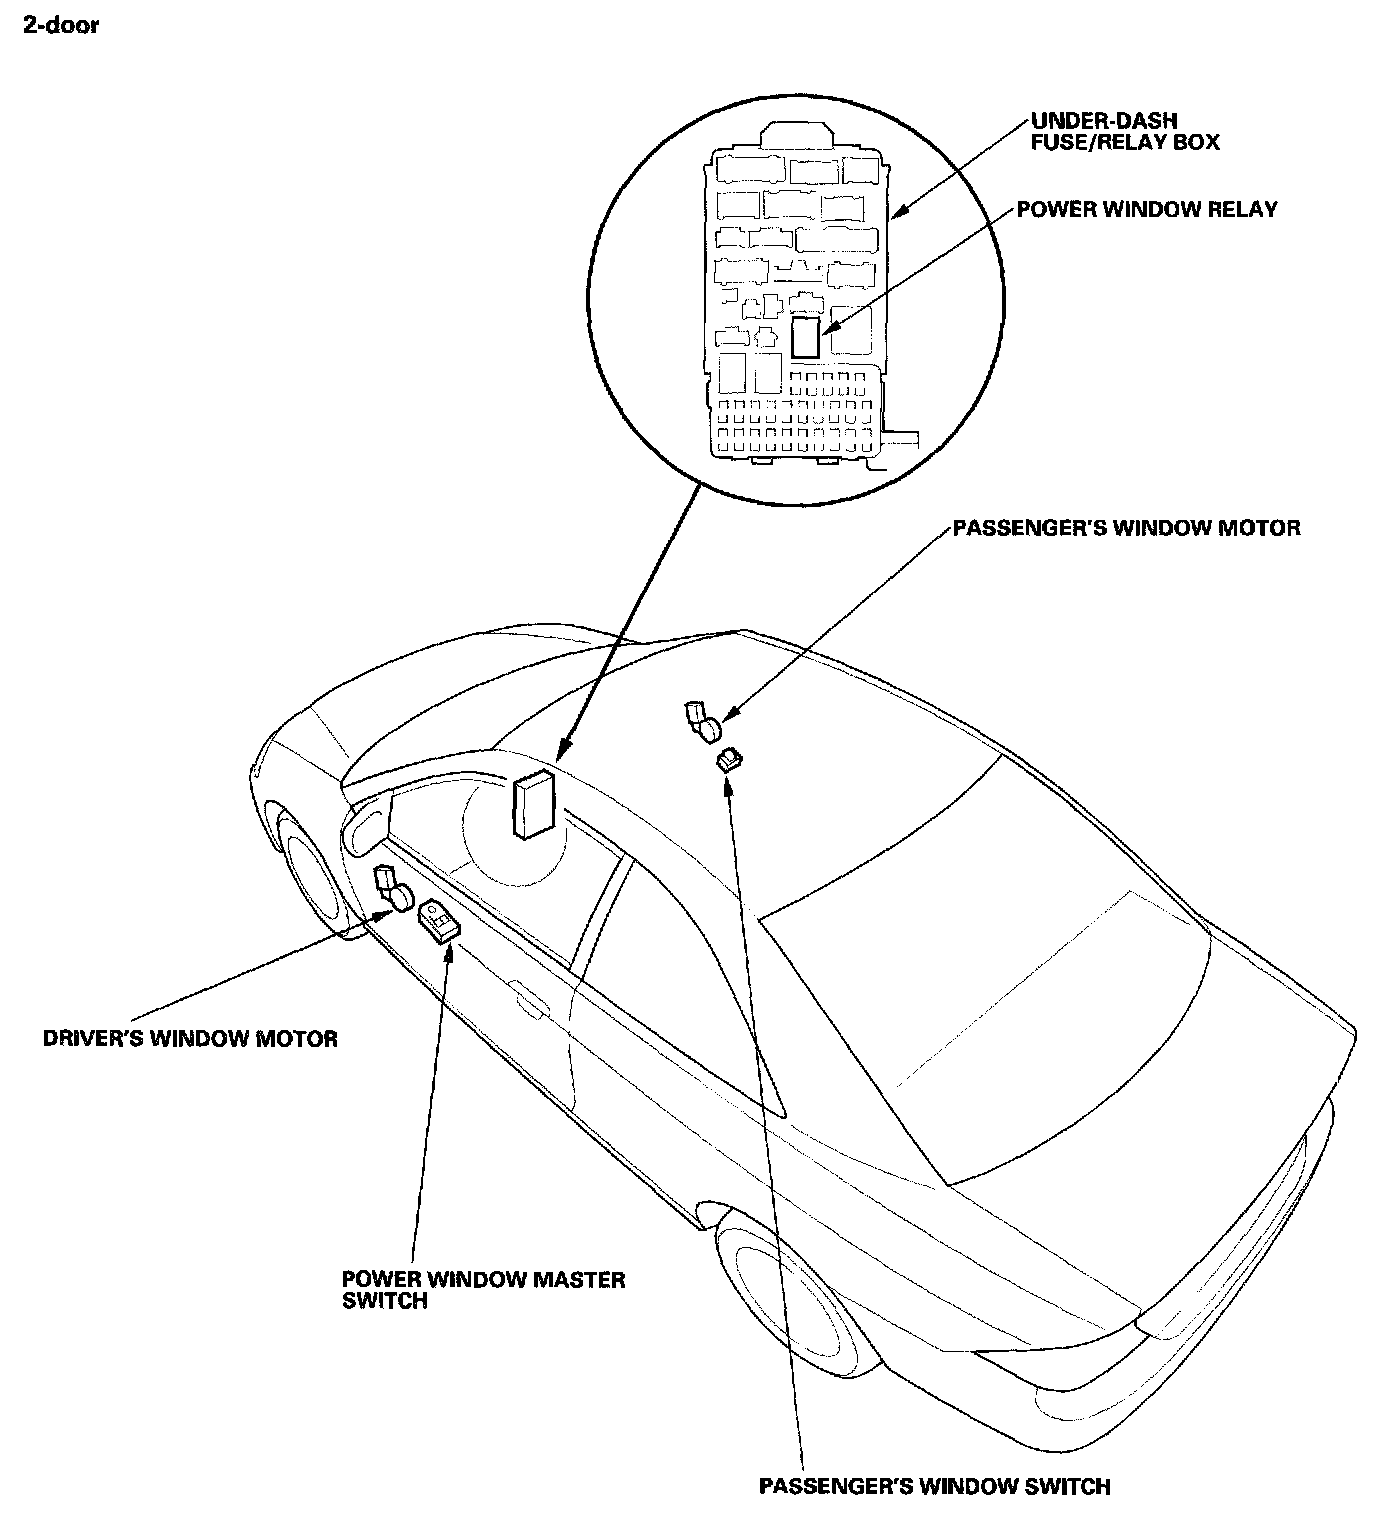 2-door
UNDER-DASH
FUSE/RELAY BOX
POWER WINDOW RELAY
PASSENGER'S WINDOW MOTOR
DRIVER'S WINDOW MOTOR
POWER WINDOW MASTER
SWITCH
PASSENGER'S WINDOW SWITCH